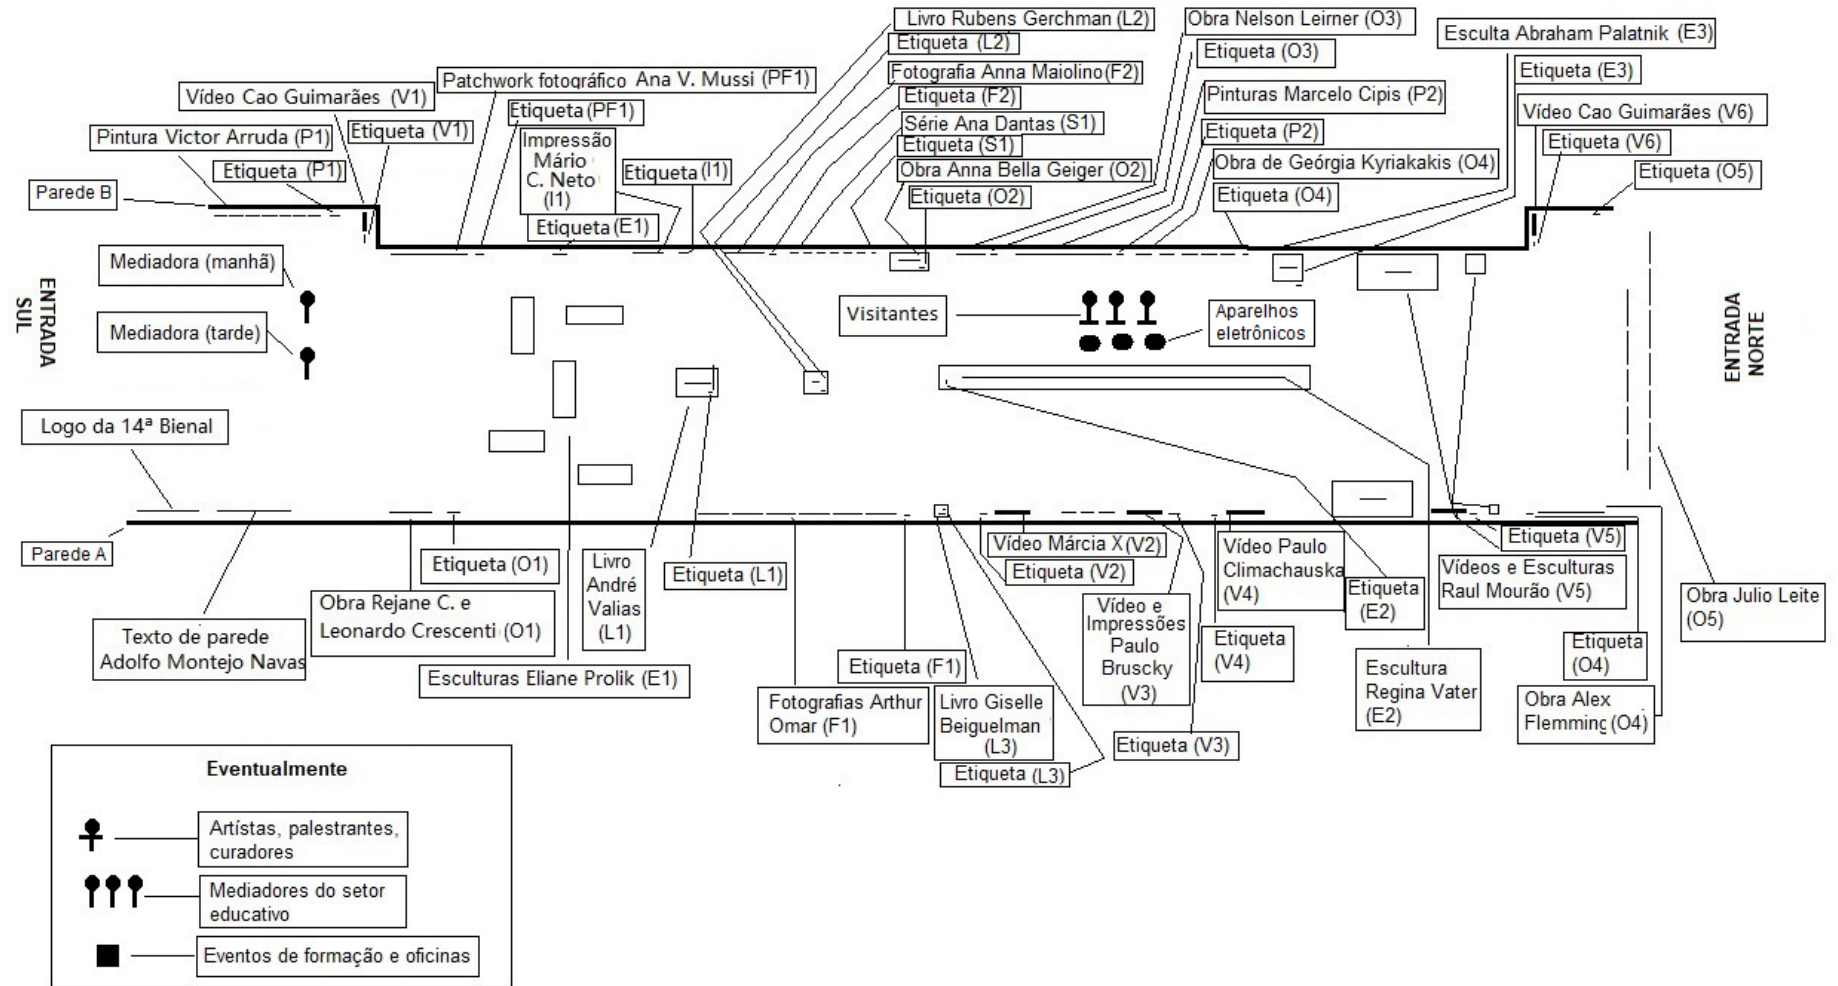 Livro Rubens Gerchman (L2)
Etiqueta (L2)
Fotografia Anna Maiolino (F2)
Etiqueta (F2)
Série Ana Dantas (S1)
Etiqueta (S1)
Obra Anna Bella Geiger (O2)
Etiqueta (O2)
Obra Nelson Leirner (O3)
Etiqueta (O3)
Pinturas Marcelo Cipis (P2)
Etiqueta (P2)
Obra de Geórgia Kyriakakis (O4)
Etiqueta (O4)
Esculta Abraham Palatnik (E3)
Etiqueta (E3)
Vídeo Cao Guimarães (V6)
Etiqueta (V6)
Etiqueta (O5)
Patchwork fotográfico Ana V. Mussi (PF1)
Etiqueta (PF1)
Vídeo Cao Guimarães (V1)
Etiqueta (V1)
Pintura Victor Arruda (P1)
Etiqueta (P1)
Impressão
Mário
C. Neto
(I1)
Etiqueta (I1)
Etiqueta (E1)
Parede B
Mediadora (manhã)
Mediadora (tarde)
ENTRADA
SUL
Visitantes
Aparelhos
eletrônicos
ENTRADA
NORTE
Logo da 14ª Bienal
Parede A
Texto de parede
Adolfo Montejo Navas
Obra Rejane C. e
Leonardo Crescenti (O1)
Etiqueta (O1)
Esculturas Eliane Prolik (E1)
Livro
André
Valias
(L1)
Etiqueta (L1)
Fotografias Arthur
Omar (F1)
Etiqueta (F1)
Livro Giselle
Beiguelman
(L3)
Etiqueta (L3)
Vídeo Márcia X (V2)
Etiqueta (V2)
Vídeo e
Impressões
Paulo
Bruscky
(V3)
Etiqueta (V3)
Vídeo Paulo
Climachauska
(V4)
Etiqueta
(V4)
Etiqueta
(E2)
Escultura
Regina Vater
(E2)
Etiqueta (V5)
Vídeos e Esculturas
Raul Mourão (V5)
Etiqueta
(O4)
Obra Alex
Flemming (O4)
Obra Julio Leite
(O5)
Eventualmente
Artístas, palestrantes,
curadores
Mediadores do setor
educativo
Eventos de formação e oficinas